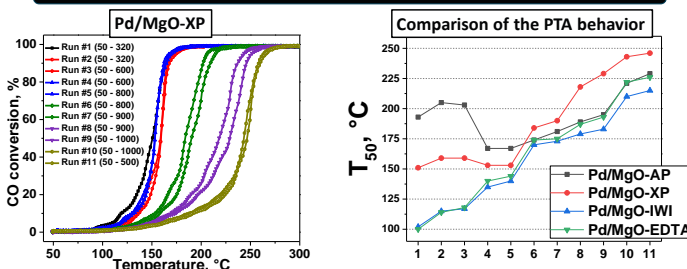 Pd/MgO-XP
CO conversion, %
100
80
60
40
20
0
Run #1 (50 - 320)
Run #2 (50 - 320)
Run #3 (50 - 600)
Run #4 (50 - 600)
Run #5 (50 - 800)
Run #6 (50 - 800)
Run #7 (50 - 900)
Run #8 (50 - 900)
Run #9 (50 - 1000)
Run #10 (50 - 1000)
Run #11 (50 - 500)
50 100 150 200 250 300
Temperature, °C
Comparison of the PTA behavior
T50, °C
250
225
200
175
150
125
100
Pd/MgO-AP
Pd/MgO-XP
Pd/MgO-IWI
Pd/MgO-EDTA
1 2 3 4 5 6 7 8 9 10 11